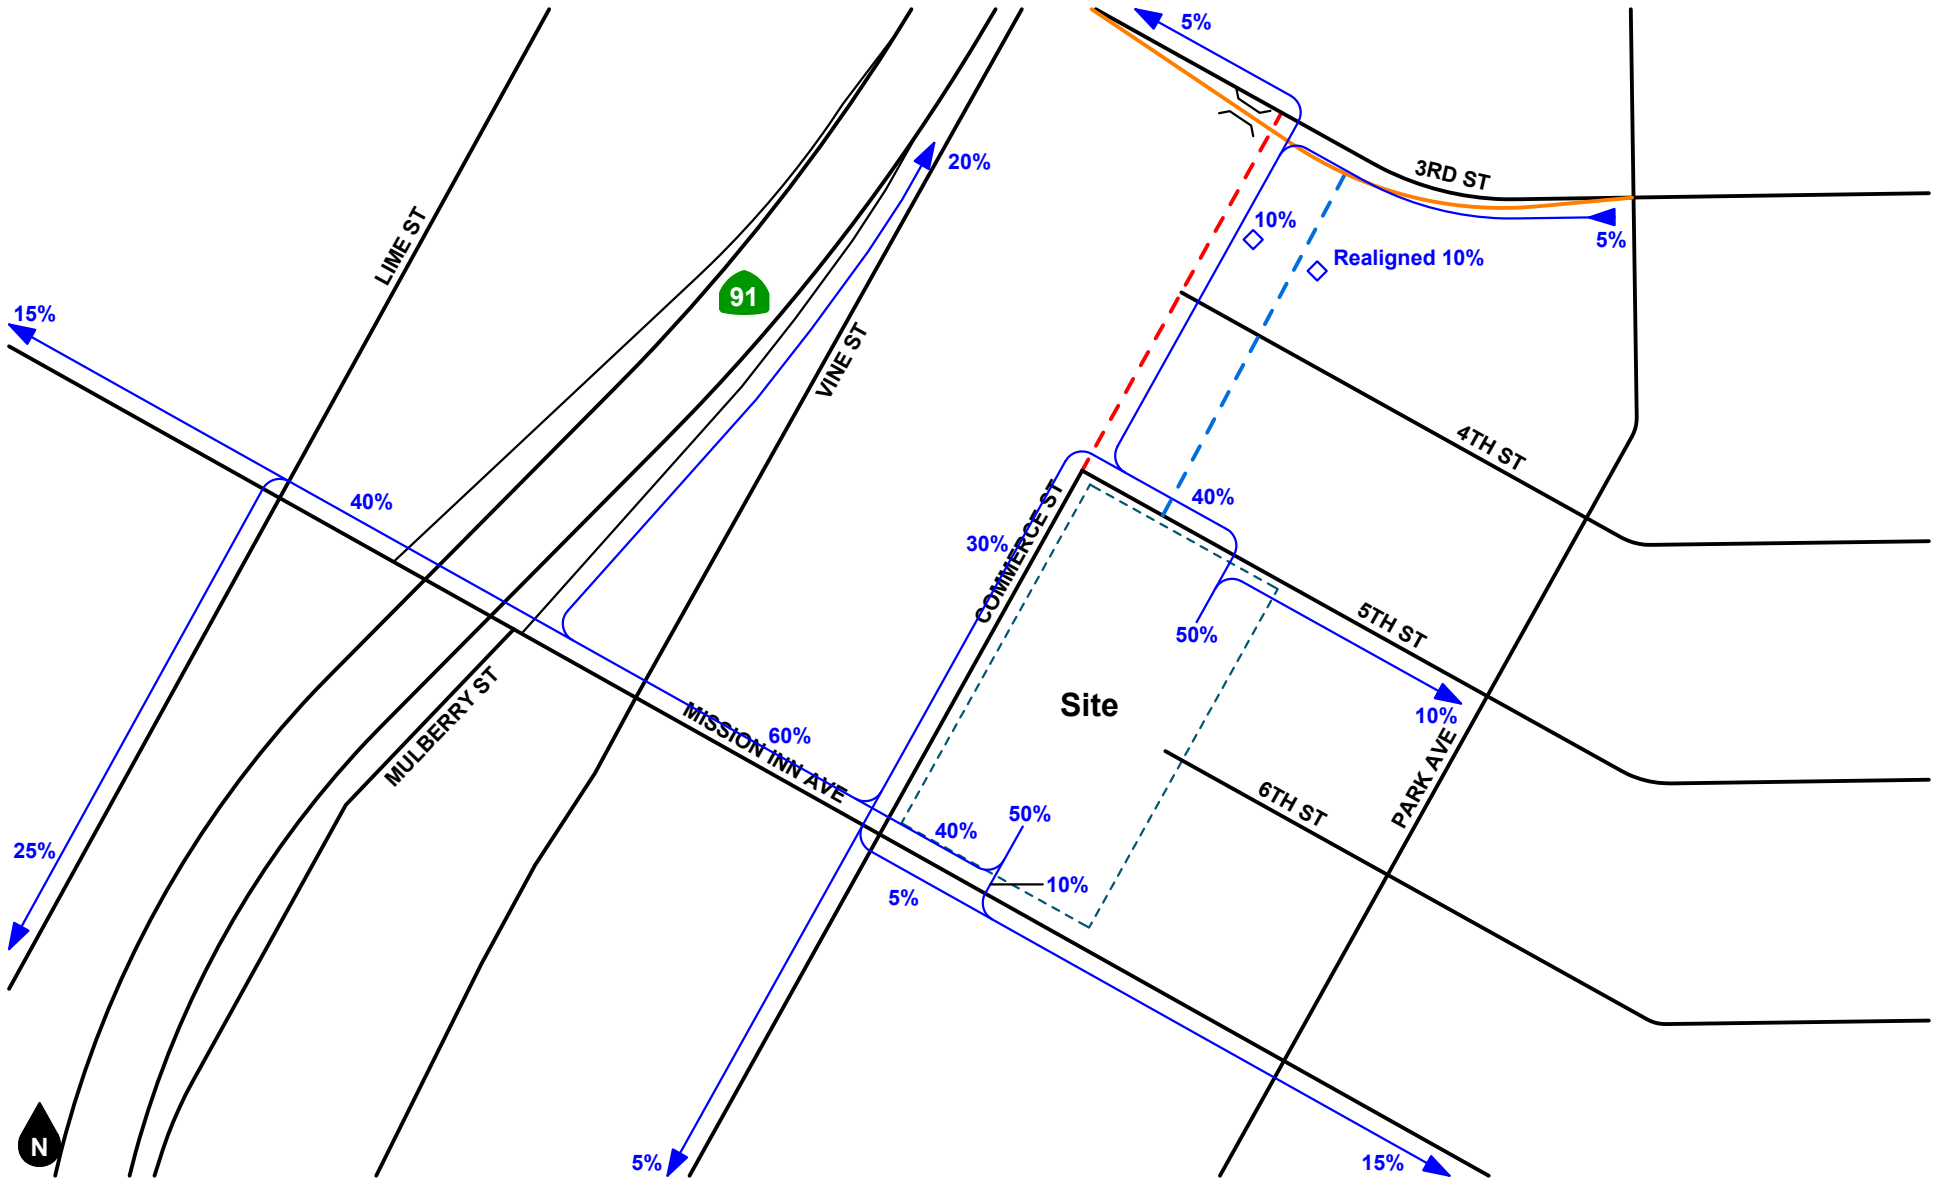 5%
20%
3RD ST
LIME ST
10%
5%
Realigned 10%
91
15%
VINE ST
4TH ST
40%
40%
30%
COMMERCE ST
5TH ST
50%
MULBERRY ST
Site
10%
MISSION INN AVE
60%
PARK AVE
6TH ST
50%
40%
25%
10%
5%
N
5%
15%